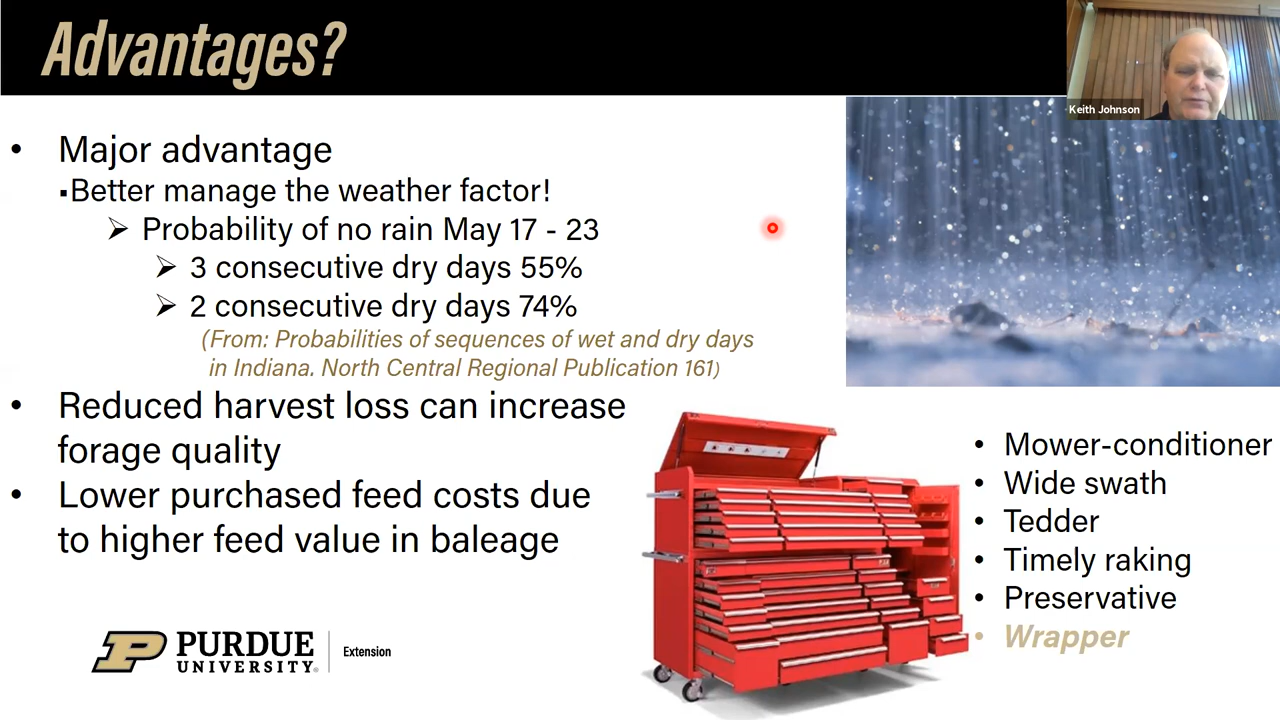 Advantages?
Keith Johnson
• Major advantage
▪Better manage the weather factor!
➢ Probability of no rain May 17 - 23
➢ 3 consecutive dry days 55%
➢ 2 consecutive dry days 74%
(From: Probabilities of sequences of wet and dry days
in Indiana. North Central Regional Publication 161)
• Reduced harvest loss can increase
forage quality
• Lower purchased feed costs due
to higher feed value in baleage
• Mower-conditioner
• Wide swath
• Tedder
• Timely raking
• Preservative
• Wrapper
P PURDUE
UNIVERSITY®
Extension